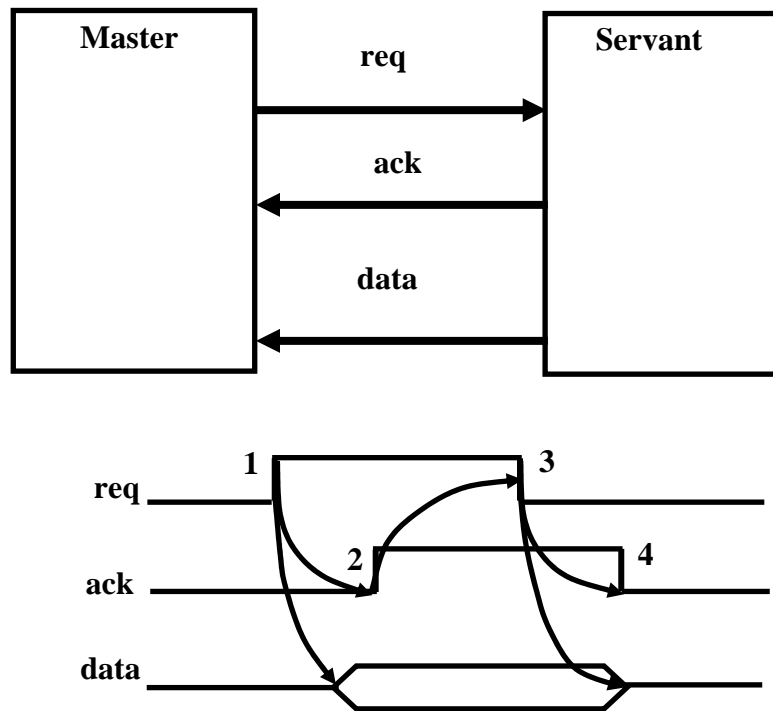 Master
Servant
req
ack
data
1
3
req
2
4
ack
data